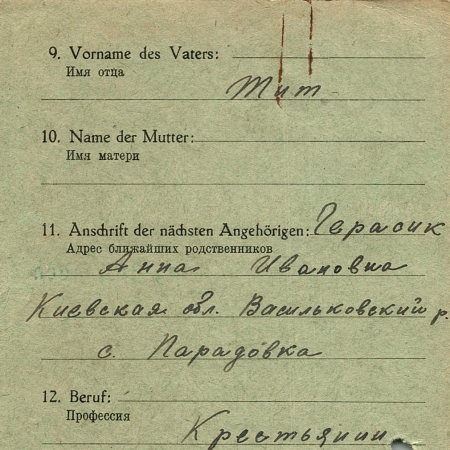 9. Vorname des Vaters:
Имя отца
Тит
10. Name der Mutter:
Имя матери
11. Anschrift der nächsten Angehörigen: Герасик
Адрес ближайших родственников
Анна Ивановна
Киевская обл. Васильковский р.
с. Парадовка
12. Beruf:
Профессия
Крестьянин